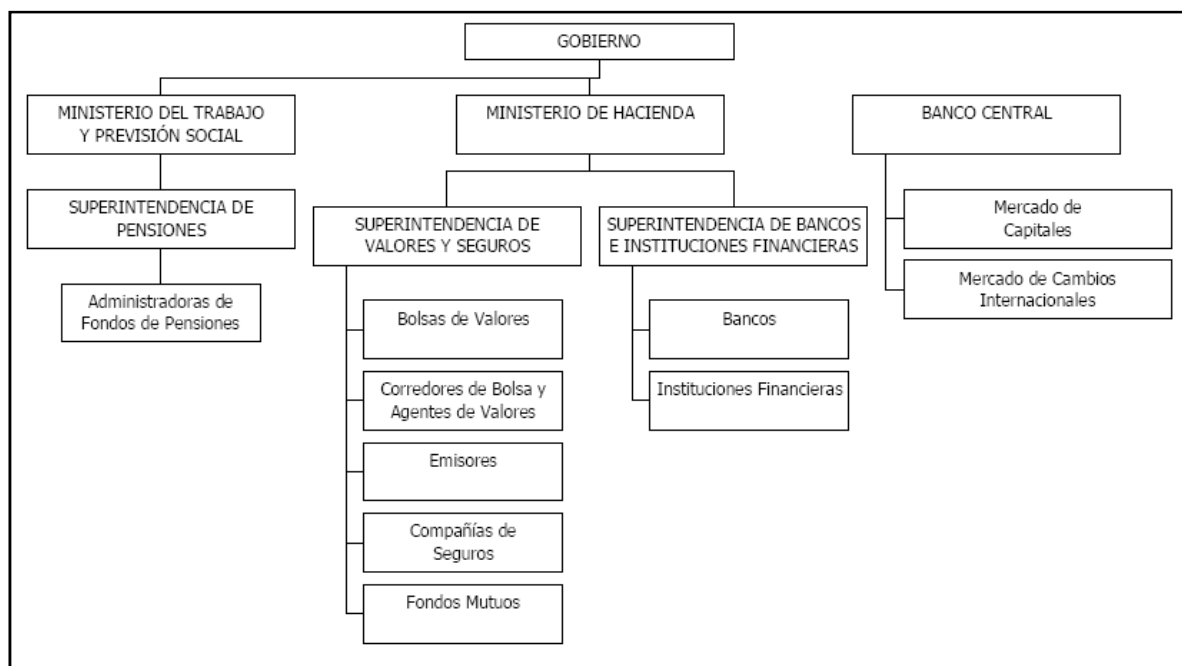 GOBIERNO
MINISTERIO DEL TRABAJO
Y PREVISIÓN SOCIAL
MINISTERIO DE HACIENDA
BANCO CENTRAL
SUPERINTENDENCIA DE
PENSIONES
SUPERINTENDENCIA DE
VALORES Y SEGUROS
SUPERINTENDENCIA DE BANCOS
E INSTITUCIONES FINANCIERAS
Mercado de
Capitales
Mercado de Cambios
Internacionales
Administradoras de
Fondos de Pensiones
Bolsas de Valores
Corredores de Bolsa y
Agentes de Valores
Emisores
Compañías de
Seguros
Fondos Mutuos
Bancos
Instituciones Financieras